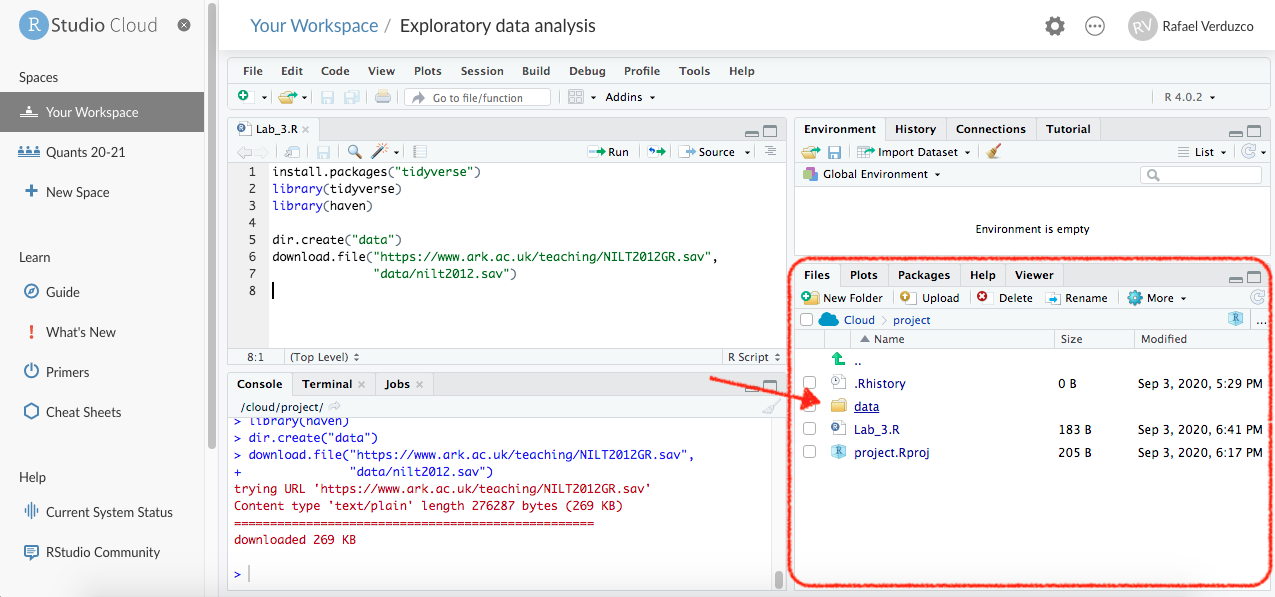 R Studio Cloud
Spaces
Your Workspace
Quants 20-21
New Space
Learn
Guide
What's New
Primers
Cheat Sheets
Help
Current System Status
RStudio Community
Your Workspace / Exploratory data analysis
RV Rafael Verduzco
File Edit Code View Plots Session Build Debug Profile Tools Help
Go to file/function Addins R 4.0.2
Lab_3.R
Run Source
1 install.packages("tidyverse")
2 library(tidyverse)
3 library(haven)
4
5 dir.create("data")
6 download.file("https://www.ark.ac.uk/teaching/NILT2012GR.sav",
7 "data/nilt2012.sav")
8
8:1 (Top Level) R Script
Console Terminal Jobs
/cloud/project/
> library(haven)
> dir.create("data")
> download.file("https://www.ark.ac.uk/teaching/NILT2012GR.sav",
+ "data/nilt2012.sav")
trying URL 'https://www.ark.ac.uk/teaching/NILT2012GR.sav'
Content type 'text/plain' length 276287 bytes (269 KB)
==================================================
downloaded 269 KB
>
Environment History Connections Tutorial
Import Dataset List
Global Environment
Environment is empty
Files Plots Packages Help Viewer
New Folder Upload Delete Rename More
Cloud project R ...
Name Size Modified
..
.Rhistory 0 B Sep 3, 2020, 5:29 PM
data
Lab_3.R 183 B Sep 3, 2020, 6:41 PM
project.Rproj 205 B Sep 3, 2020, 6:17 PM